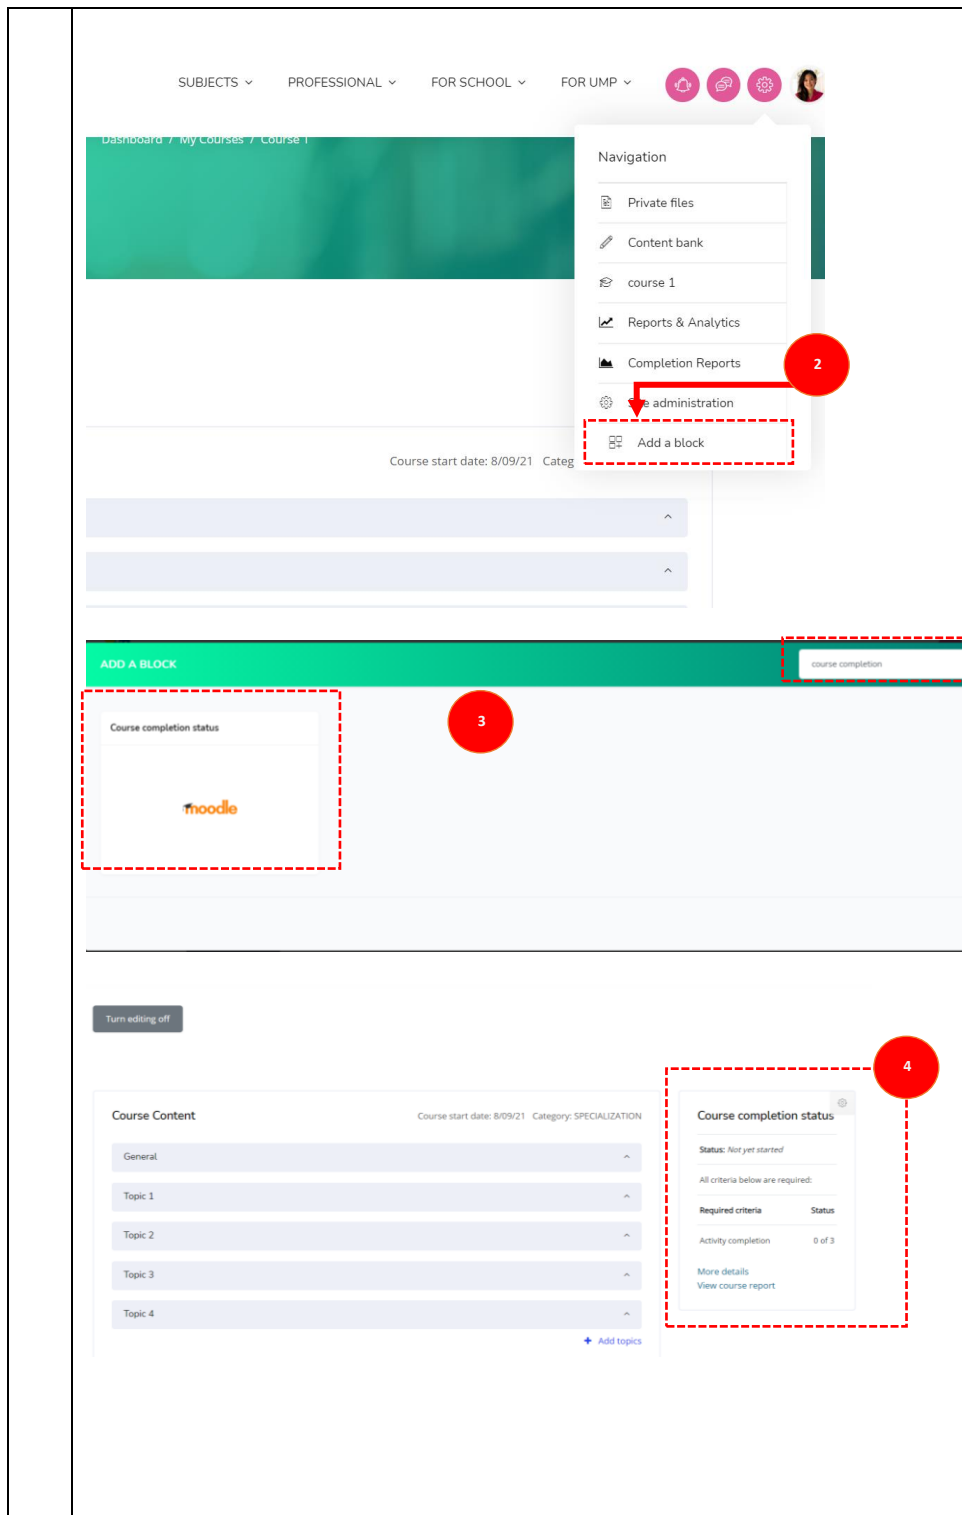 SUBJECTS PROFESSIONAL FOR SCHOOL FOR UMP
Dashboard / My Courses / Course 1
Navigation
Private files
Content bank
course 1
Reports & Analytics
Completion Reports
2
administration
Add a block
Course start date: 8/09/21 Categ
ADD A BLOCK
course completion
3
Course completion status
moodle
Turn editing off
4
Course Content
Course start date: 8/09/21 Category: SPECIALIZATION
General
Topic 1
Topic 2
Topic 3
Topic 4
+ Add topics
Course completion status
Status: Not yet started
All criteria below are required:
Required criteria Status
Activity completion 0 of 3
More details
View course report